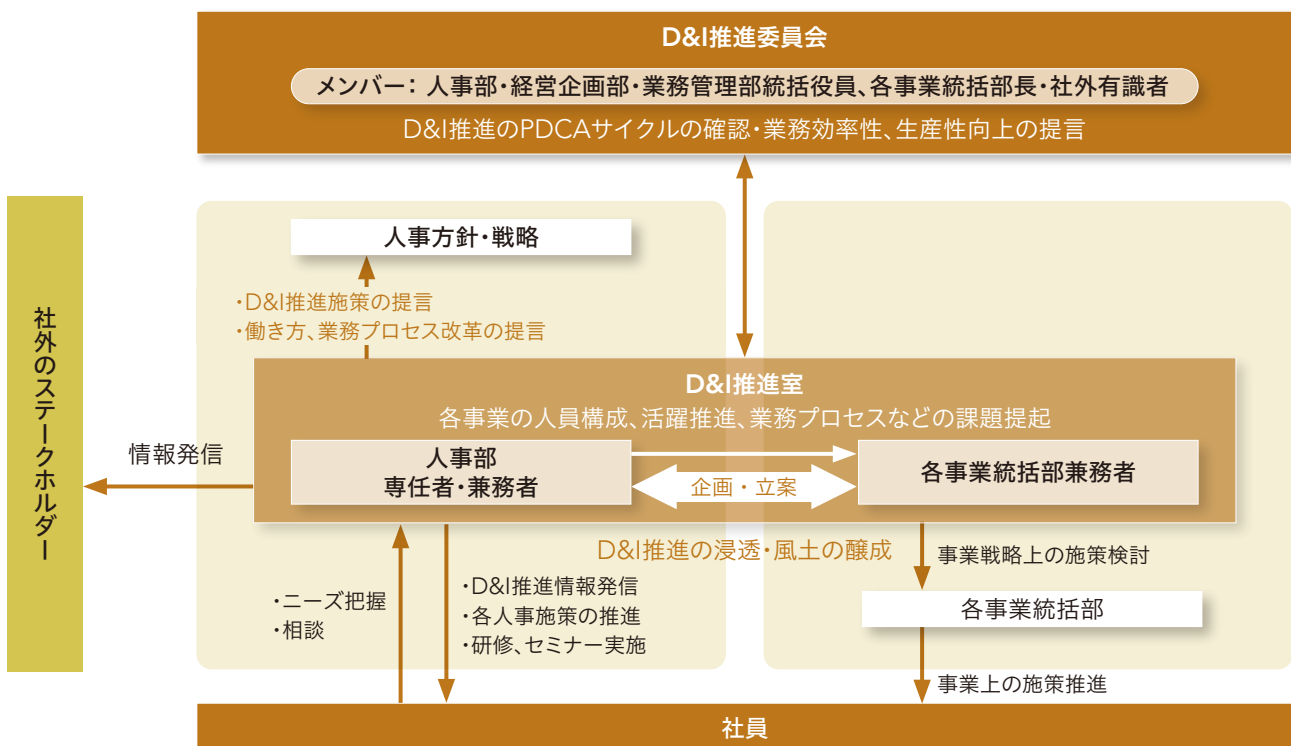 D&I推進委員会
メンバー： 人事部・経営企画部・業務管理部統括役員、各事業統括部長・社外有識者
D&I推進のPDCAサイクルの確認・業務効率性、生産性向上の提言
社外のステークホルダー
人事方針・戦略
・D&I推進施策の提言
・働き方、業務プロセス改革の提言
D&I推進室
各事業の人員構成、活躍推進、業務プロセスなどの課題提起
情報発信
人事部
専任者・兼務者
企画・立案
各事業統括部兼務者
D&I推進の浸透・風土の醸成
事業戦略上の施策検討
・ニーズ把握
・相談
・D&I推進情報発信
・各人事施策の推進
・研修、セミナー実施
各事業統括部
事業上の施策推進
社員